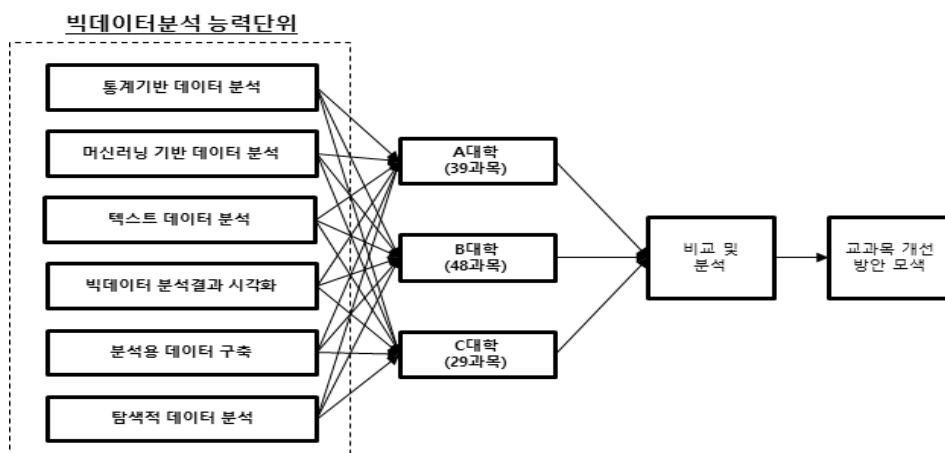 빅데이터분석 능력단위
통계기반 데이터 분석
머신러닝 기반 데이터 분석
텍스트 데이터 분석
빅데이터 분석결과 시각화
분석용 데이터 구축
탐색적 데이터 분석
A대학
(39과목)
B대학
(48과목)
C대학
(29과목)
비교 및
분석
교과목 개선
방안 모색